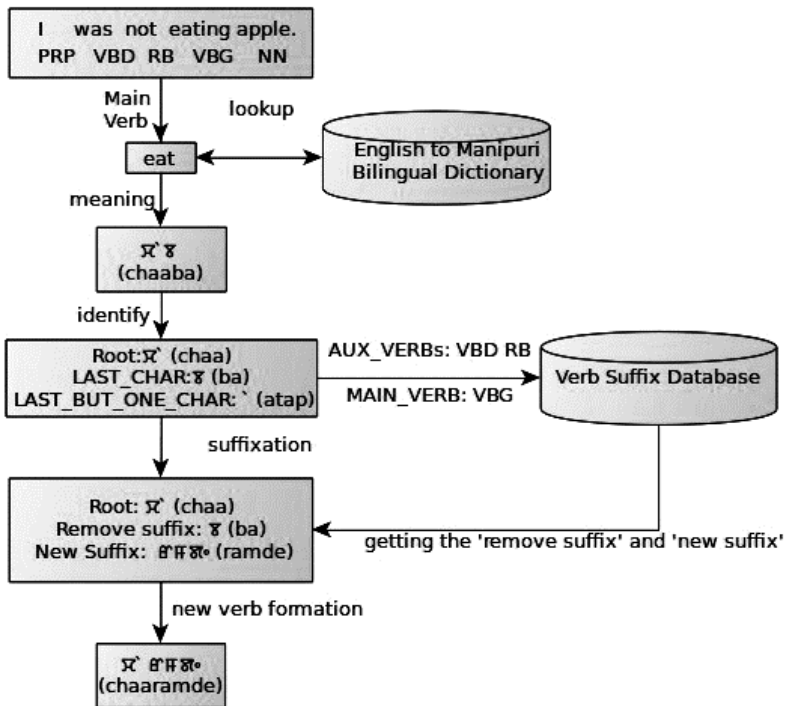 I was not eating apple.
PRP VBD RB VBG NN
Main
Verb
lookup
eat
English to Manipuri
Bilingual Dictionary
meaning
ꯆꯥꯕ
(chaaba)
identify
Root:ꯆꯥ (chaa)
LAST_CHAR:ꯕ (ba)
LAST_BUT_ONE_CHAR: ꯥ (atap)
AUX_VERBs: VBD RB
MAIN_VERB: VBG
Verb Suffix Database
suffixation
Root: ꯆꯥ (chaa)
Remove suffix: ꯕ (ba)
New Suffix: ꯔꯝꯗꯦ (ramde)
getting the 'remove suffix' and 'new suffix'
new verb formation
ꯆꯥ ꯔꯝꯗꯦ
(chaaramde)